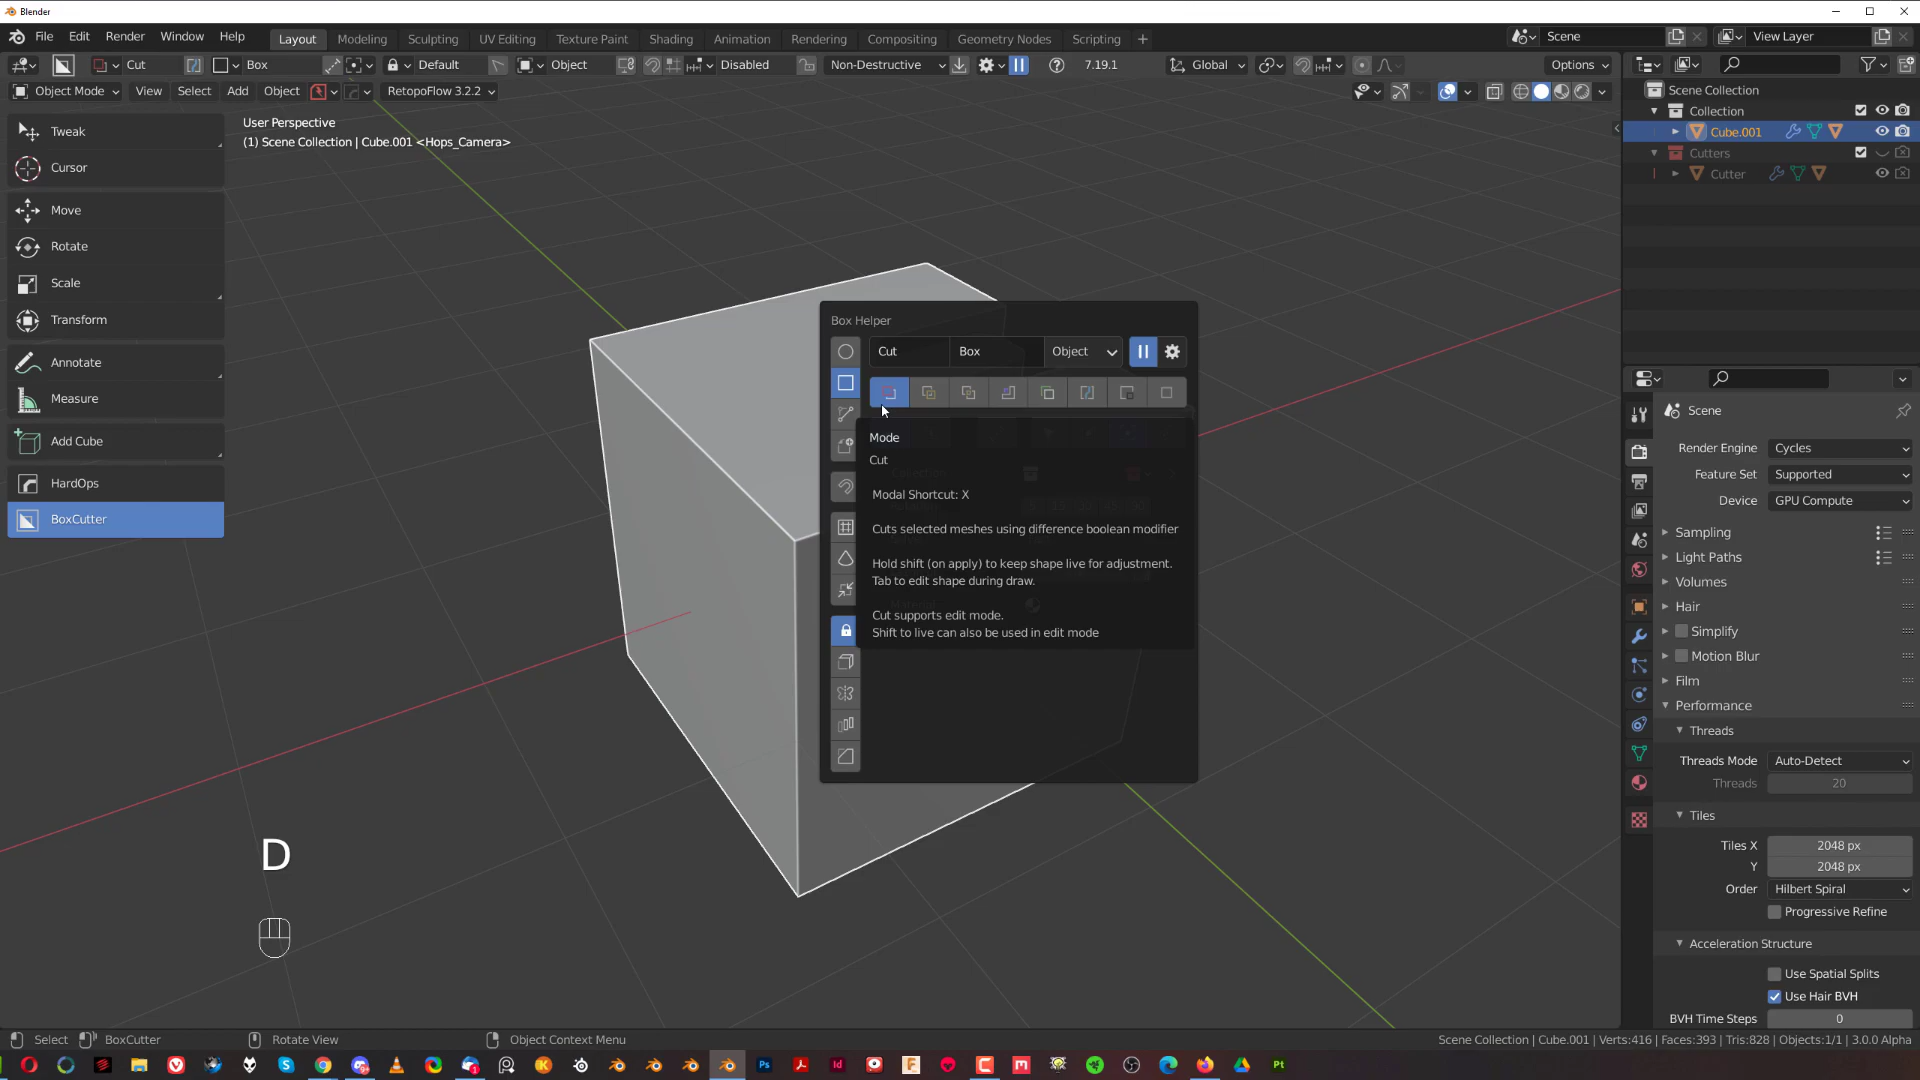 Blender
File Edit Render Window Help Layout Modeling Sculpting UV Editing Texture Paint Shading Animation Rendering Compositing Geometry Nodes Scripting + Scene View Layer
Cut Box Default Object Disabled Non-Destructive 7.19.1 Global Options
Object Mode View Select Add Object RetopoFlow 3.2.2
User Perspective
(1) Scene Collection | Cube.001 <Hops_Camera>
Tweak
Cursor
Move
Rotate
Scale
Transform
Annotate
Measure
Add Cube
HardOps
BoxCutter
Box Helper
Cut Box Object
Mode
Cut
Modal Shortcut: X
Cuts selected meshes using difference boolean modifier
Hold shift (on apply) to keep shape live for adjustment.
Tab to edit shape during draw.
Cut supports edit mode.
Shift to live can also be used in edit mode
D
Scene Collection
Collection
Cube.001
Cutters
Cutter
Scene
Render Engine Cycles
Feature Set Supported
Device GPU Compute
Sampling
Light Paths
Volumes
Hair
Simplify
Motion Blur
Film
Performance
Threads
Threads Mode Auto-Detect
Threads 20
Tiles
Tiles X 2048 px
Y 2048 px
Order Hilbert Spiral
Progressive Refine
Acceleration Structure
Use Spatial Splits
Use Hair BVH
BVH Time Steps 0
Select BoxCutter Rotate View Object Context Menu Scene Collection | Cube.001 | Verts:416 | Faces:393 | Tris:828 | Objects:1/1 | 3.0.0 Alpha
Ps Id F m Pt